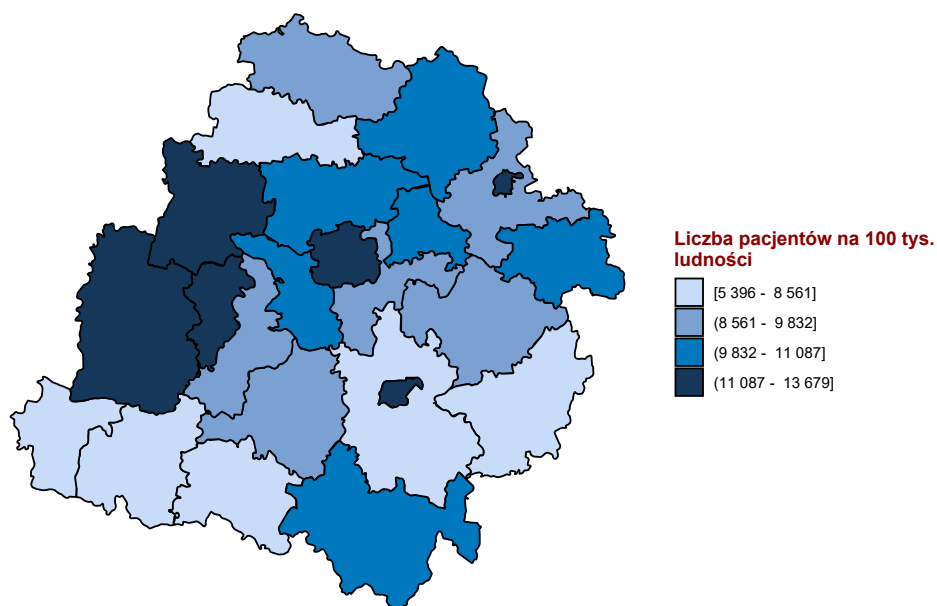 Liczba pacjentów na 100 tys.
ludności
[5 396 - 8 561]
(8 561 - 9 832]
(9 832 - 11 087]
(11 087 - 13 679]